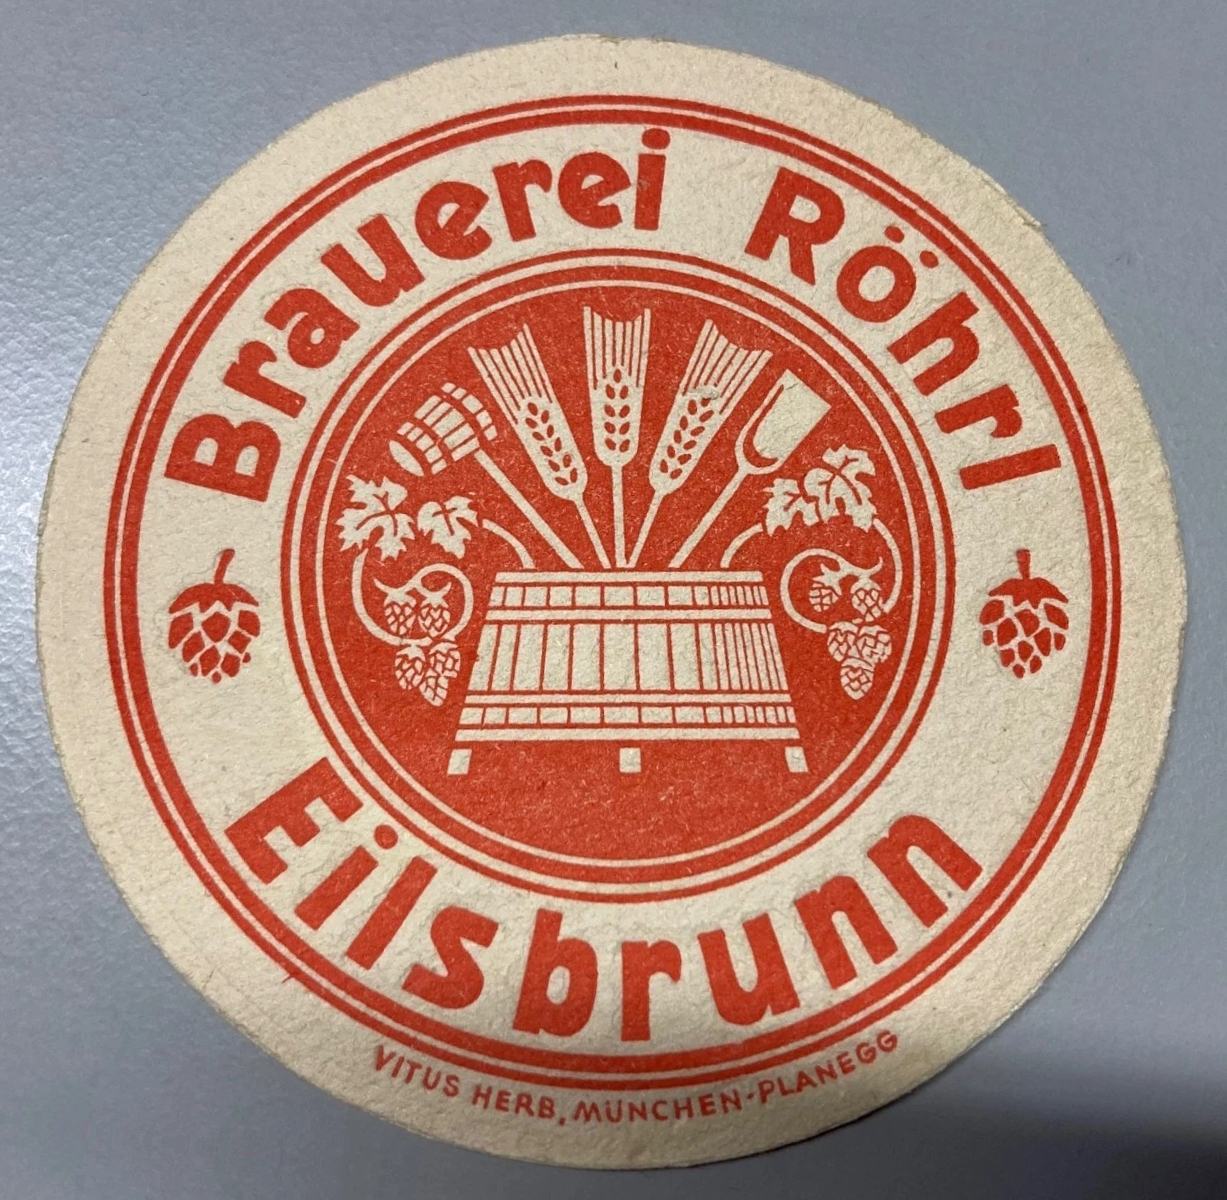 Brauerei Röhrl
Eilsbrunn
VITUS HERB, MÜNCHEN-PLANEGG